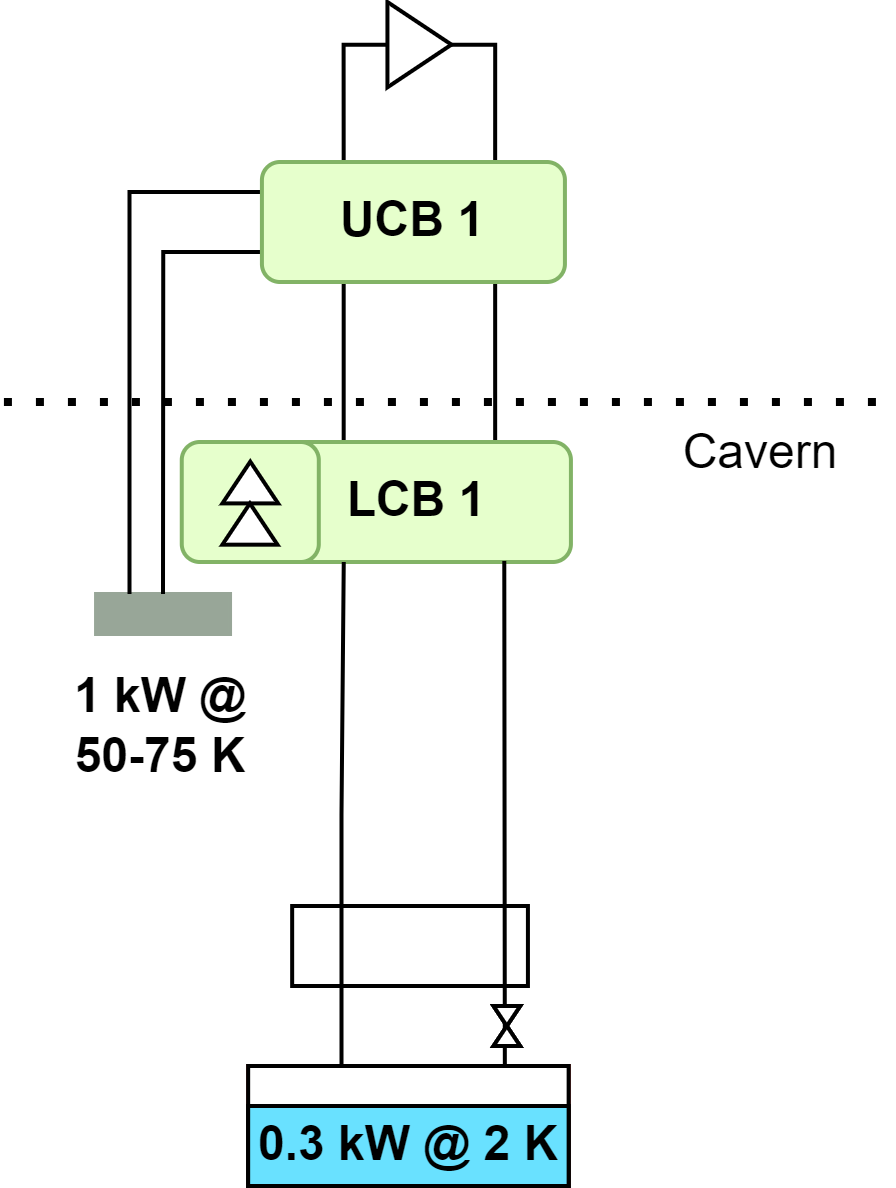 UCB 1
Cavern
LCB 1
1 kW @
50-75 K
0.3 kW @ 2 K